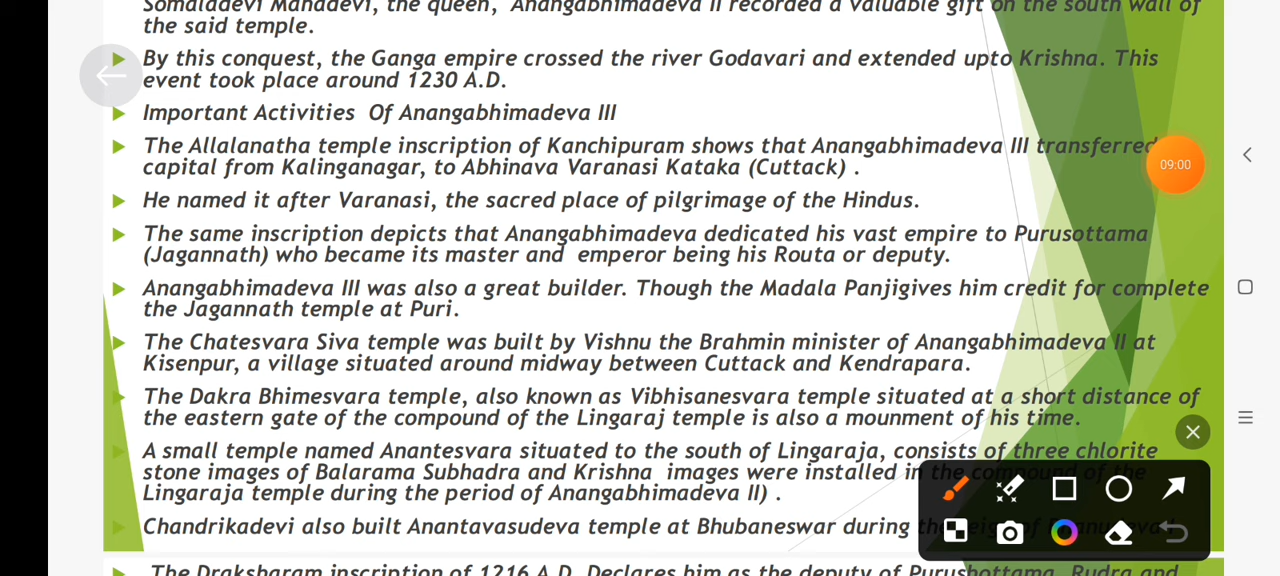 Somaladevi Mahadevi, the queen, Anangabhimadeva II recorded a valuable gift on the south wall of
the said temple.
By this conquest, the Ganga empire crossed the river Godavari and extended upto Krishna. This
event took place around 1230 A.D.
Important Activities Of Anangabhimadeva III
The Allalanatha temple inscription of Kanchipuram shows that Anangabhimadeva III transferred
capital from Kalinganagar, to Abhinava Varanasi Kataka (Cuttack) .
09:00
He named it after Varanasi, the sacred place of pilgrimage of the Hindus.
The same inscription depicts that Anangabhimadeva dedicated his vast empire to Purusottama
(Jagannath) who became its master and emperor being his Routa or deputy.
Anangabhimadeva III was also a great builder. Though the Madala Panjigives him credit for complete
the Jagannath temple at Puri.
The Chatesvara Siva temple was built by Vishnu the Brahmin minister of Anangabhimadeva II at
Kisenpur, a village situated around midway between Cuttack and Kendrapara.
The Dakra Bhimesvara temple, also known as Vibhisanesvara temple situated at a short distance of
the eastern gate of the compound of the Lingaraj temple is also a mounment of his time.
A small temple named Anantesvara situated to the south of Lingaraja, consists of three chlorite
stone images of Balarama Subhadra and Krishna images were installed in the compound of the
Lingaraja temple during the period of Anangabhimadeva II) .
Chandrikadevi also built Anantavasudeva temple at Bhubaneswar during
The Draksharam inscription of 1216 A.D. Declares him as the deputy of Purushottama, Rudra and